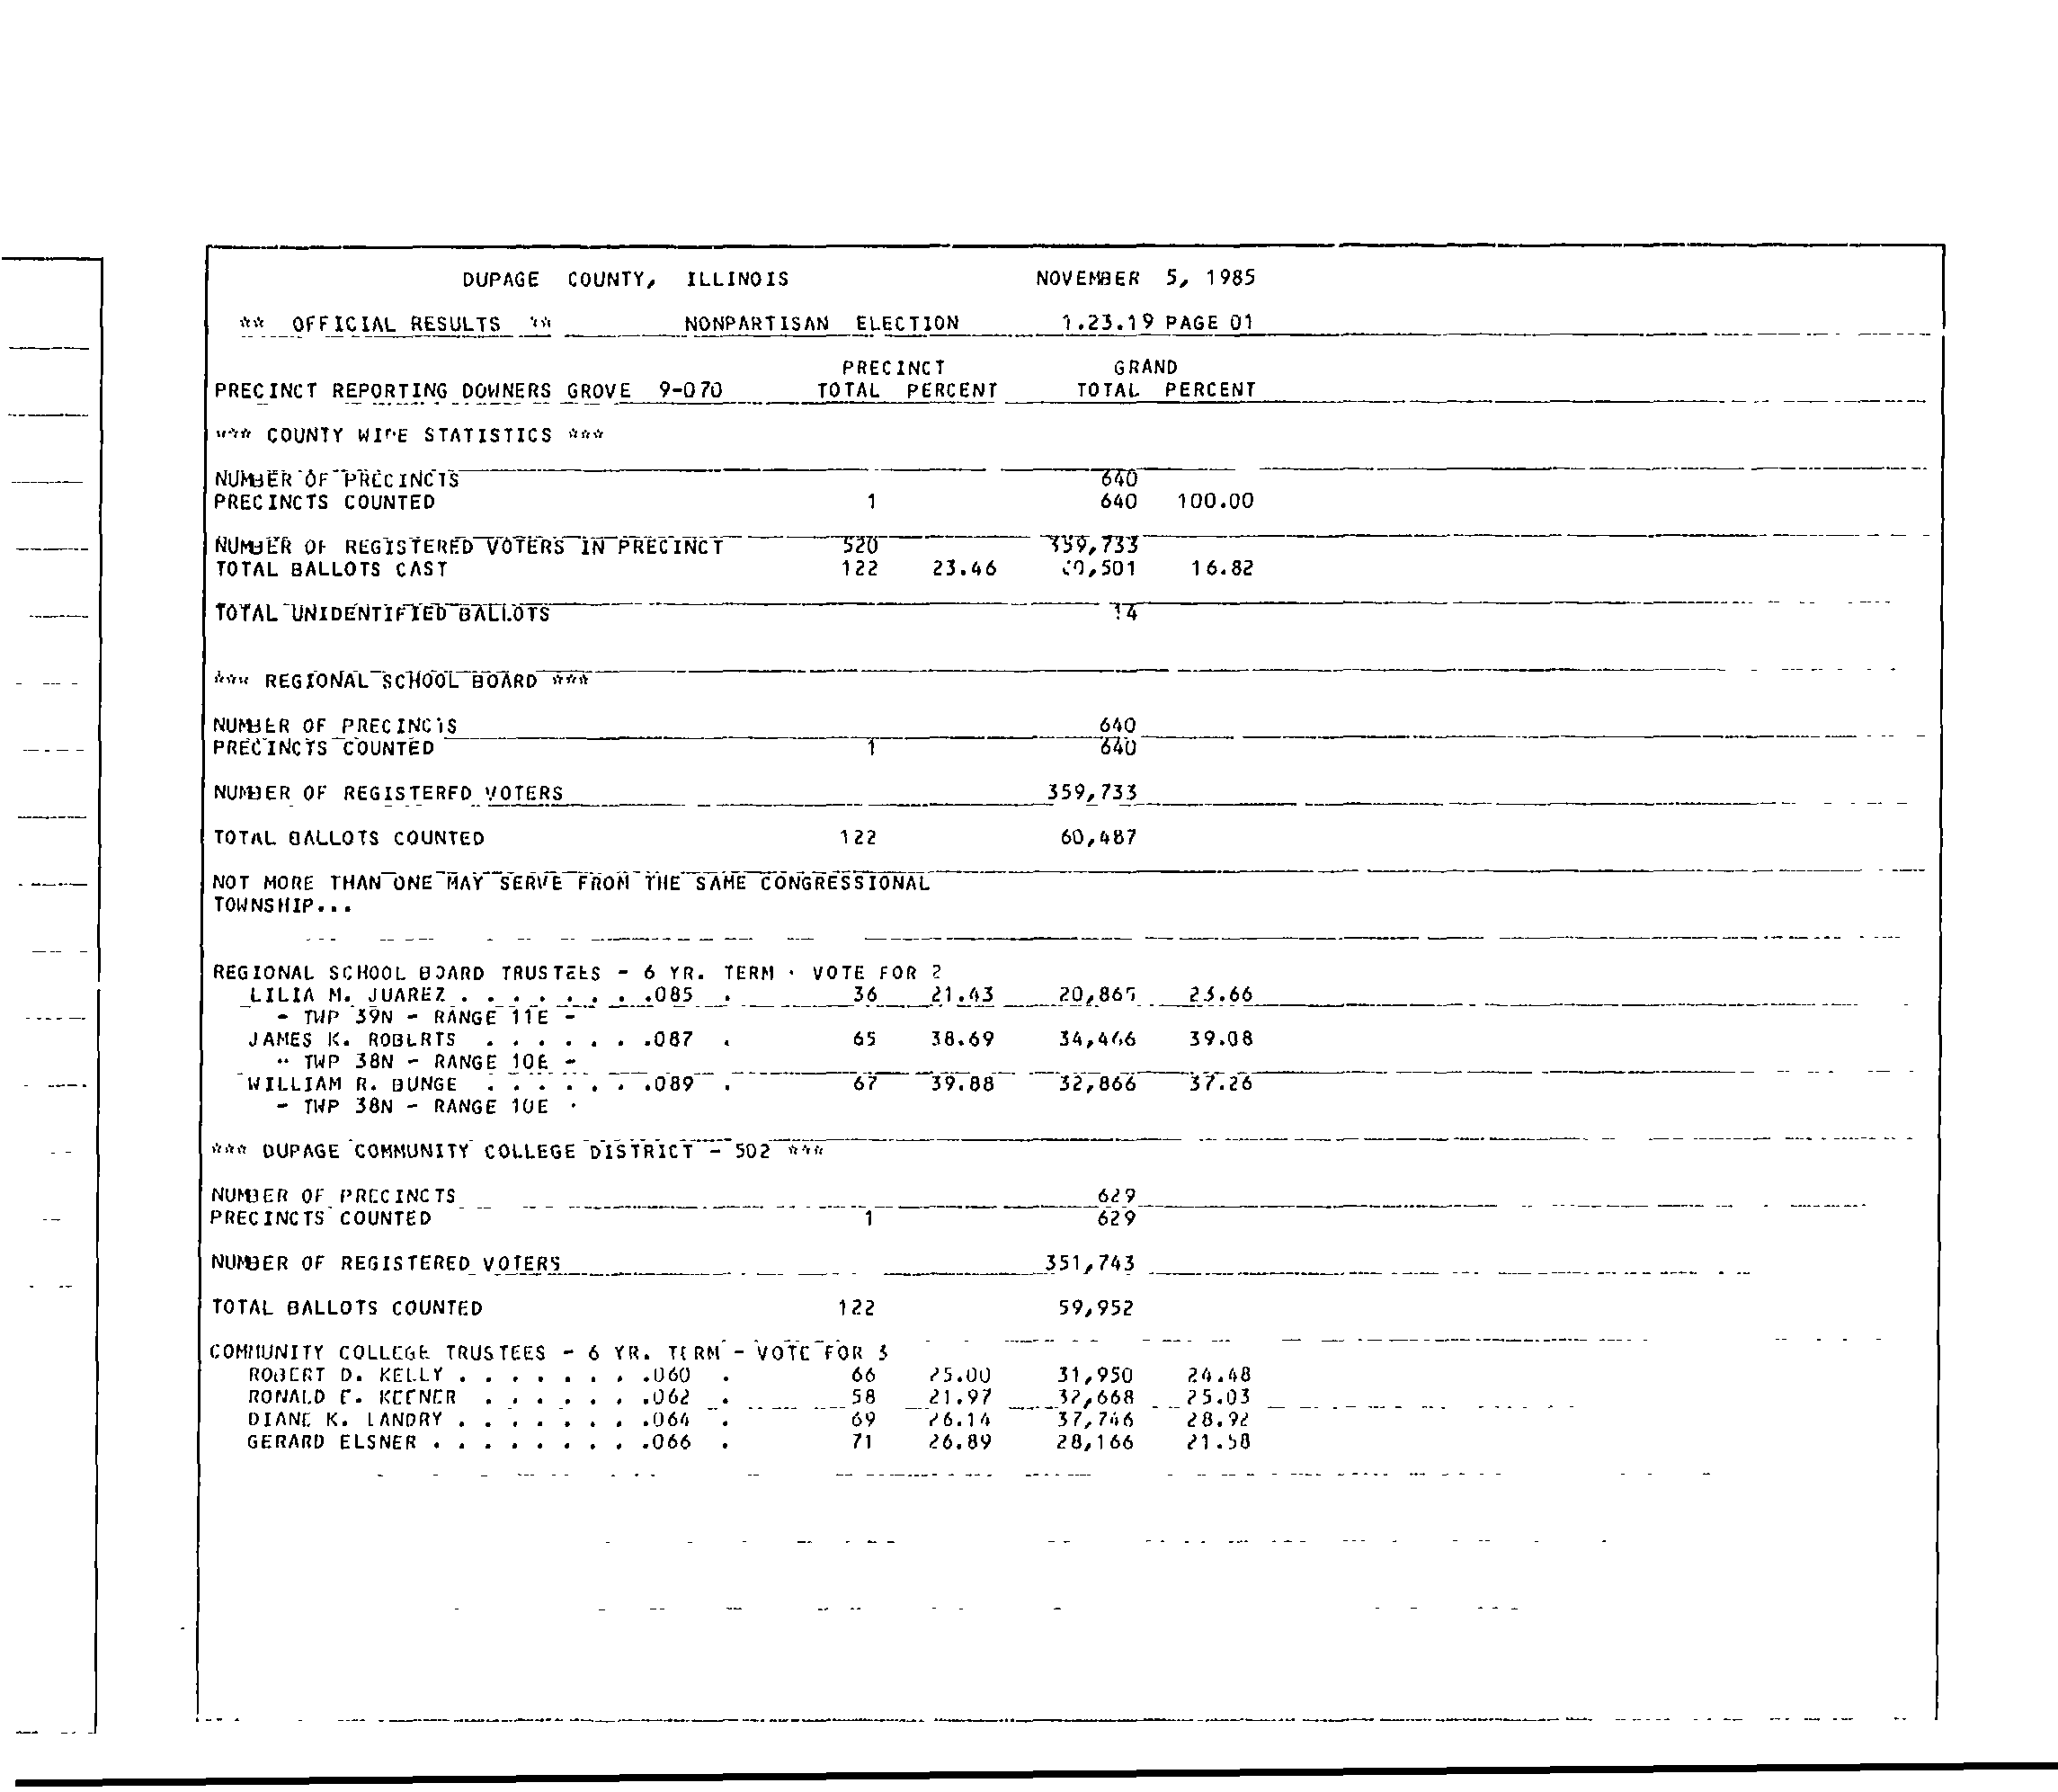 DUPAGE COUNTY, ILLINOIS NOVEMBER 5, 1985
** OFFICIAL RESULTS ** NONPARTISAN ELECTION 1.23.19 PAGE 01
PRECINCT GRAND
PRECINCT REPORTING DOWNERS GROVE 9-070 TOTAL PERCENT TOTAL PERCENT
*** COUNTY WIDE STATISTICS ***
NUMBER OF PRECINCTS 640
PRECINCTS COUNTED 1 640 100.00
NUMBER OF REGISTERED VOTERS IN PRECINCT 520 359,733
TOTAL BALLOTS CAST 122 23.46 60,501 16.82
TOTAL UNIDENTIFIED BALLOTS 14
*** REGIONAL SCHOOL BOARD ***
NUMBER OF PRECINCTS 640
PRECINCTS COUNTED 1 640
NUMBER OF REGISTERED VOTERS 359,733
TOTAL BALLOTS COUNTED 122 60,487
NOT MORE THAN ONE MAY SERVE FROM THE SAME CONGRESSIONAL
TOWNSHIP...
REGIONAL SCHOOL BOARD TRUSTEES - 6 YR. TERM - VOTE FOR 2
LILIA M. JUAREZ . . . . . . . .085 . 36 21.43 20,865 23.66
- TWP 39N - RANGE 11E -
JAMES K. ROBERTS . . . . . . .087 . 65 38.69 34,466 39.08
- TWP 38N - RANGE 10E -
WILLIAM R. BUNGE . . . . . . .089 . 67 39.88 32,866 37.26
- TWP 38N - RANGE 10E -
*** DUPAGE COMMUNITY COLLEGE DISTRICT - 502 ***
NUMBER OF PRECINCTS 629
PRECINCTS COUNTED 1 629
NUMBER OF REGISTERED VOTERS 351,743
TOTAL BALLOTS COUNTED 122 59,952
COMMUNITY COLLEGE TRUSTEES - 6 YR. TERM - VOTE FOR 3
ROBERT D. KELLY . . . . . . . .060 . 66 25.00 31,950 24.48
RONALD E. KEENER . . . . . . .062 . 58 21.97 32,668 25.03
DIANE K. LANDRY . . . . . . . .064 . 69 26.14 37,746 28.92
GERARD ELSNER . . . . . . . . .066 . 71 26.89 28,166 21.58